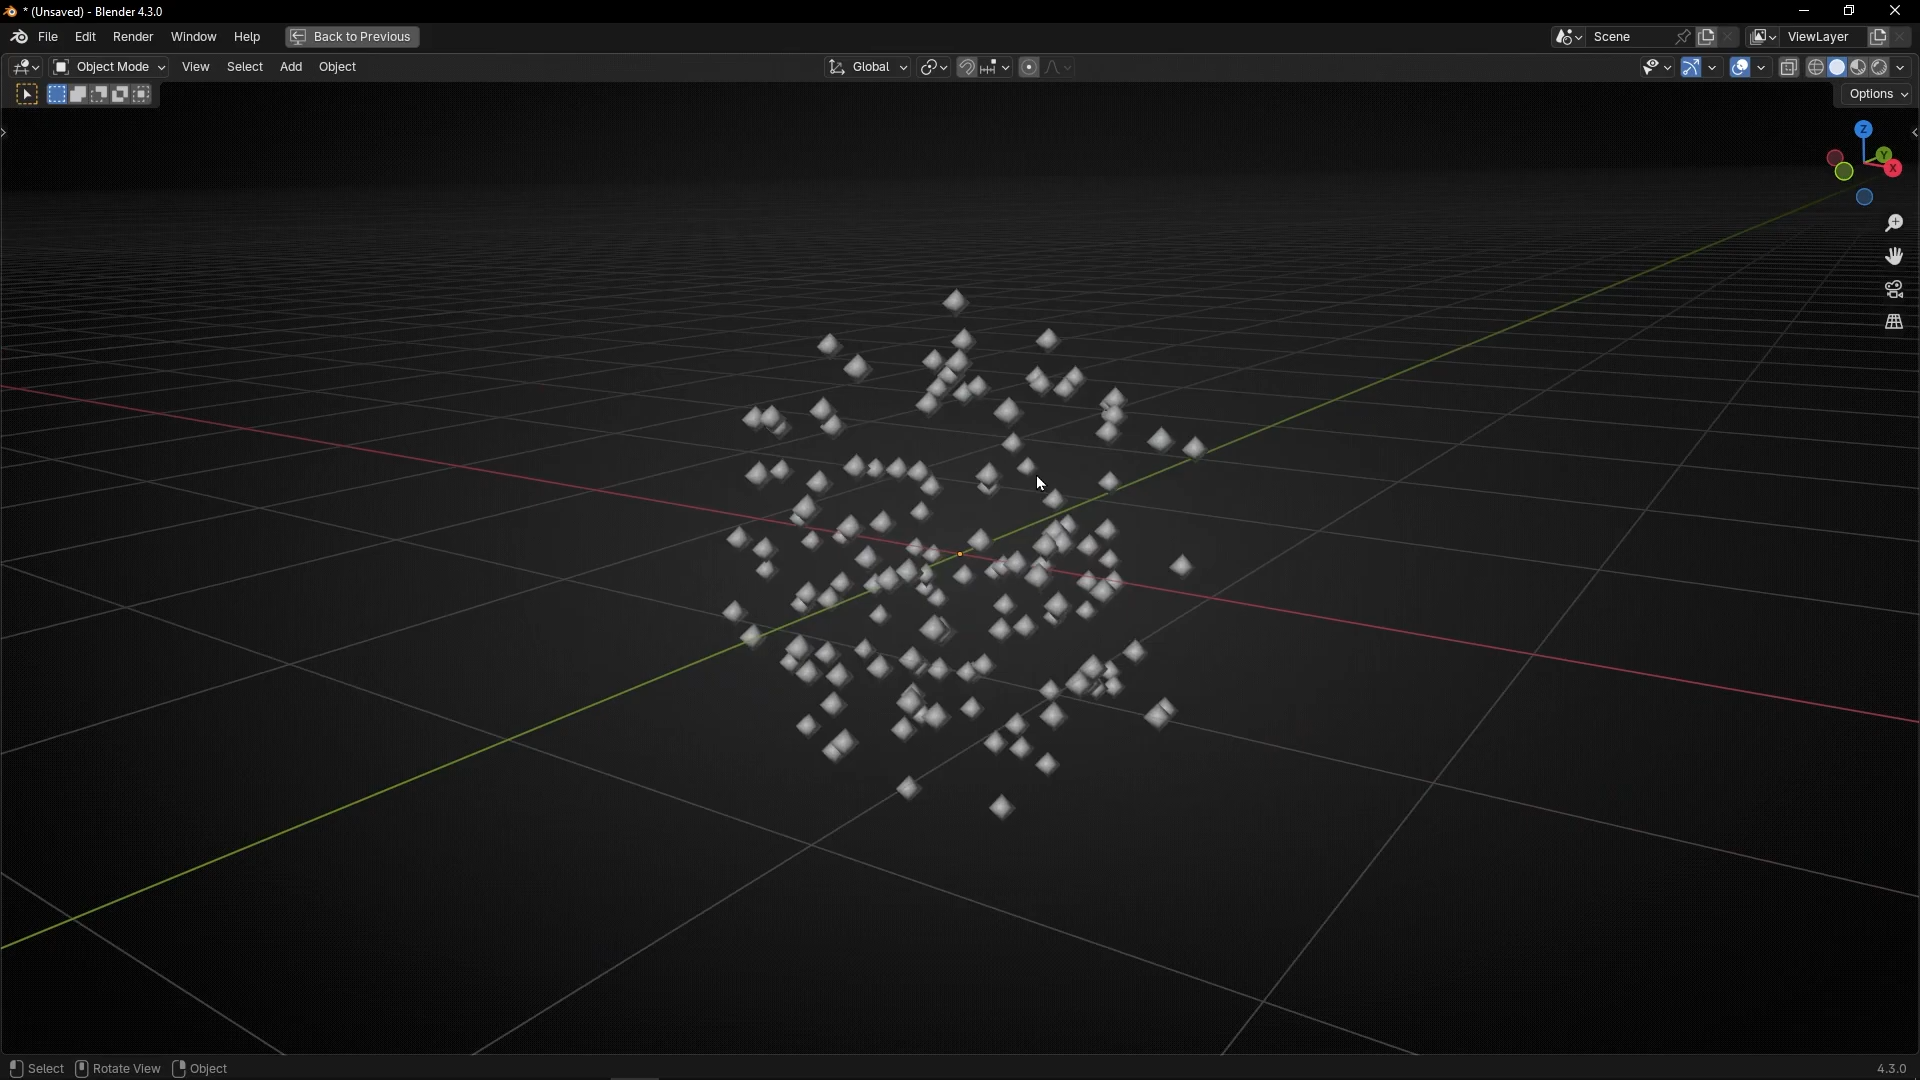 * (Unsaved) - Blender 4.3.0
File Edit Render Window Help Back to Previous Scene ViewLayer
Object Mode View Select Add Object Global
Options
Z
Y
X
Select Rotate View Object 4.3.0